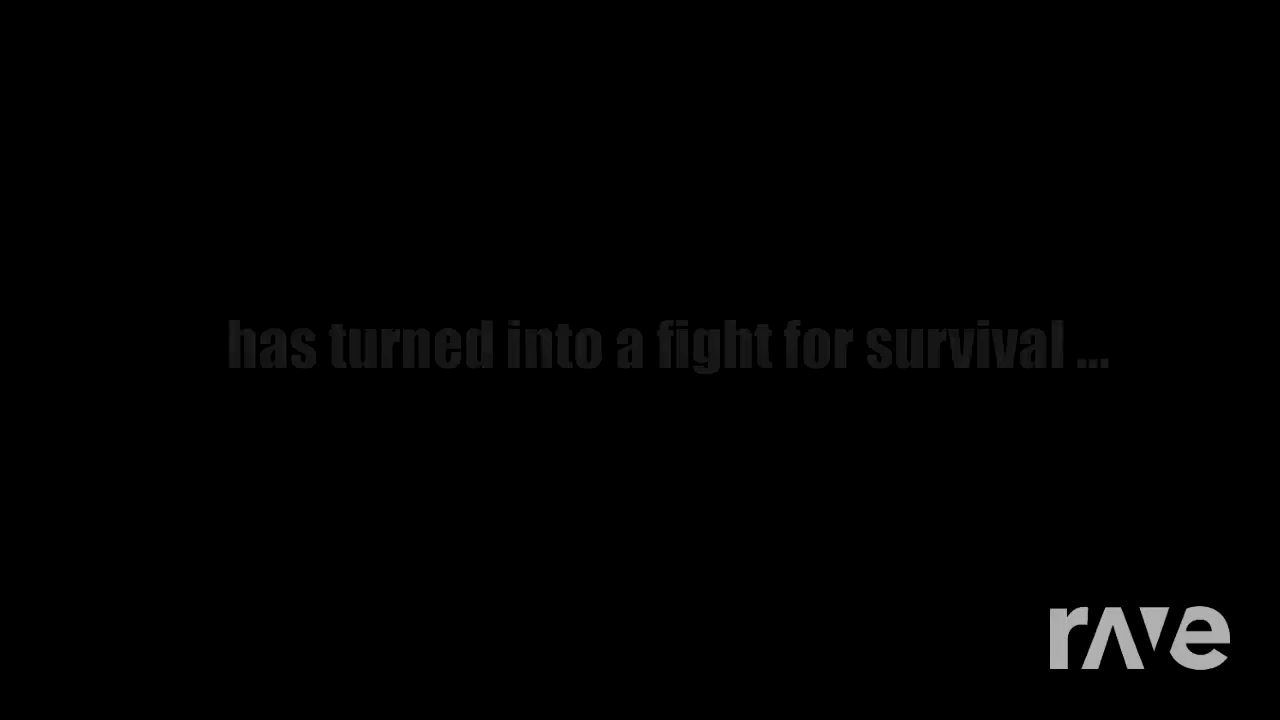 has turned into a fight for survival ...
rave